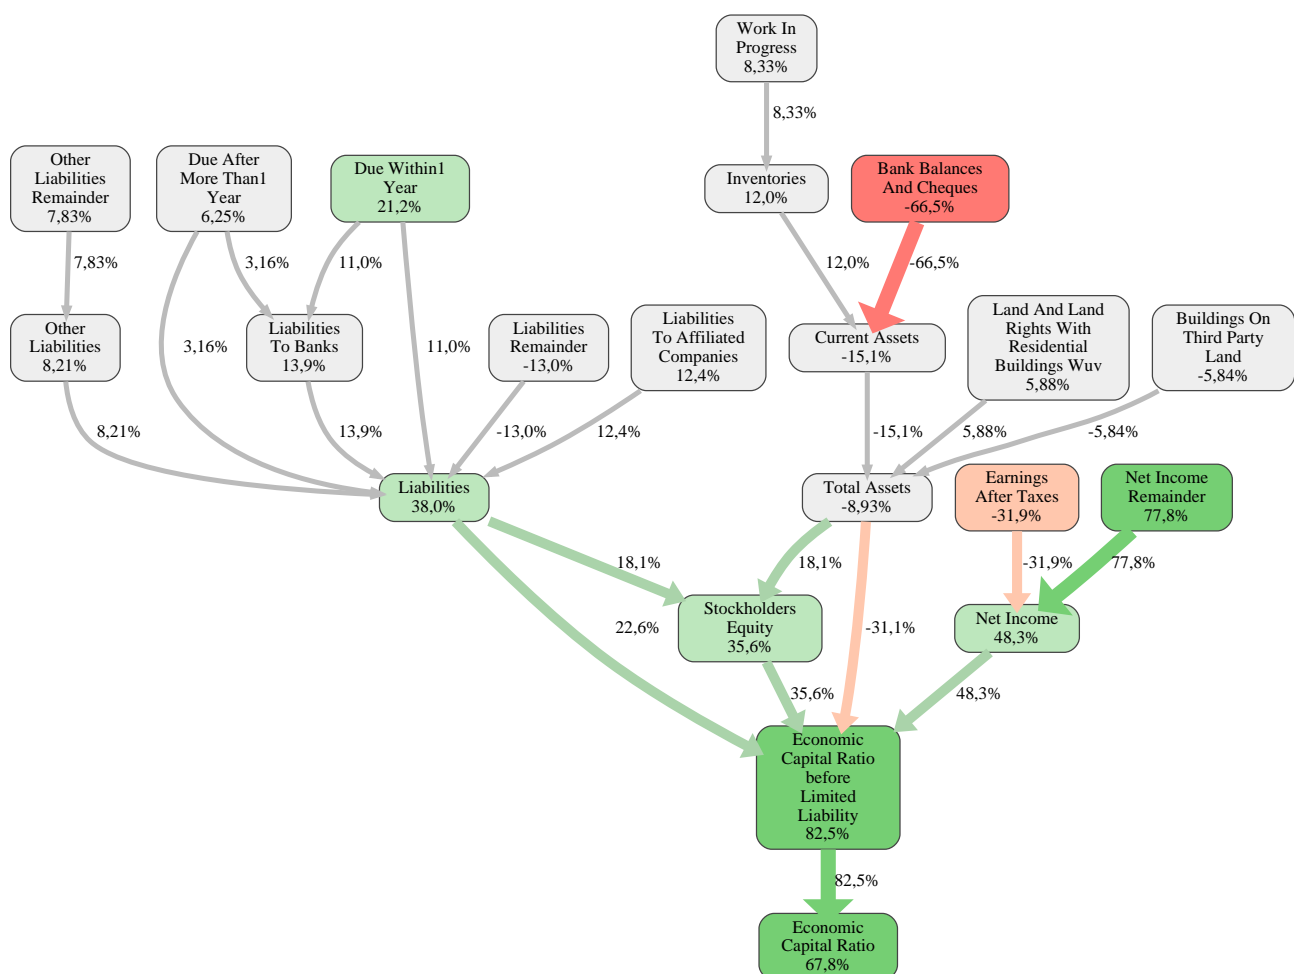 Work In
Progress
8,33%
8,33%
Other
Liabilities
Remainder
7,83%
Due After
More Than1
Year
6,25%
Due Within1
Year
21,2%
Inventories
12,0%
Bank Balances
And Cheques
-66,5%
7,83%
3,16%
11,0%
12,0%
-66,5%
Other
Liabilities
8,21%
3,16%
Liabilities
To Banks
13,9%
11,0%
Liabilities
Remainder
-13,0%
Liabilities
To Affiliated
Companies
12,4%
Current Assets
-15,1%
Land And Land
Rights With
Residential
Buildings Wuv
5,88%
Buildings On
Third Party
Land
-5,84%
8,21%
13,9%
-13,0%
12,4%
-15,1%
5,88%
-5,84%
Liabilities
38,0%
Total Assets
-8,93%
Earnings
After Taxes
-31,9%
Net Income
Remainder
77,8%
18,1%
18,1%
-31,9%
77,8%
22,6%
Stockholders
Equity
35,6%
-31,1%
Net Income
48,3%
35,6%
48,3%
Economic
Capital Ratio
before
Limited
Liability
82,5%
82,5%
Economic
Capital Ratio
67,8%